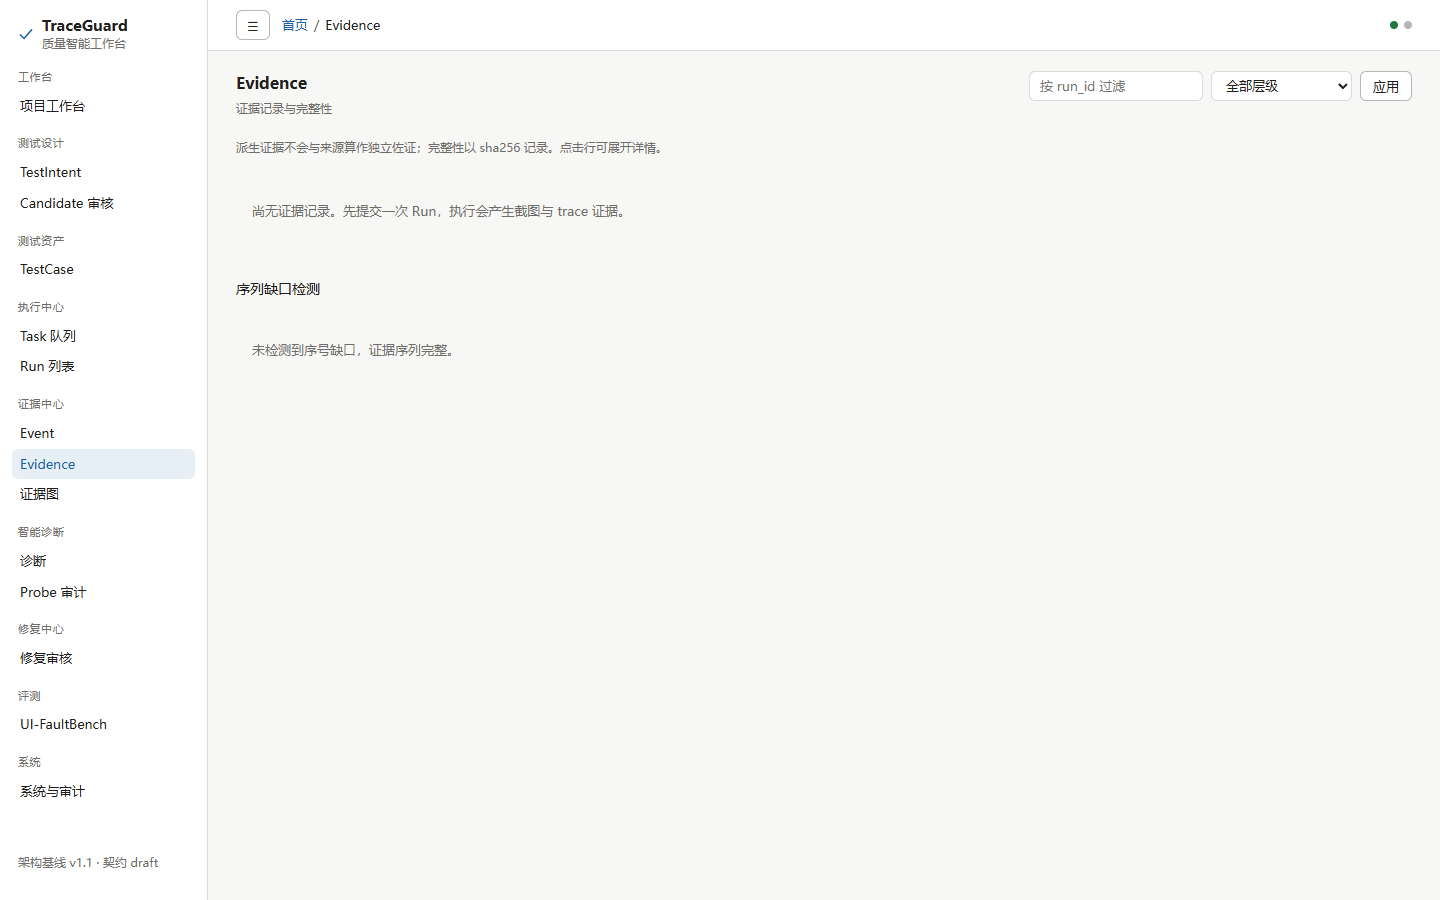 TraceGuard
质量智能工作台
工作台
项目工作台
测试设计
TestIntent
Candidate 审核
测试资产
TestCase
执行中心
Task 队列
Run 列表
证据中心
Event
Evidence
证据图
智能诊断
诊断
Probe 审计
修复中心
修复审核
评测
UI-FaultBench
系统
系统与审计
架构基线 v1.1 · 契约 draft
☰ 首页 / Evidence
Evidence
证据记录与完整性
按 run_id 过滤
全部层级
应用
派生证据不会与来源算作独立佐证；完整性以 sha256 记录。点击行可展开详情。
尚无证据记录。先提交一次 Run，执行会产生截图与 trace 证据。
序列缺口检测
未检测到序号缺口，证据序列完整。